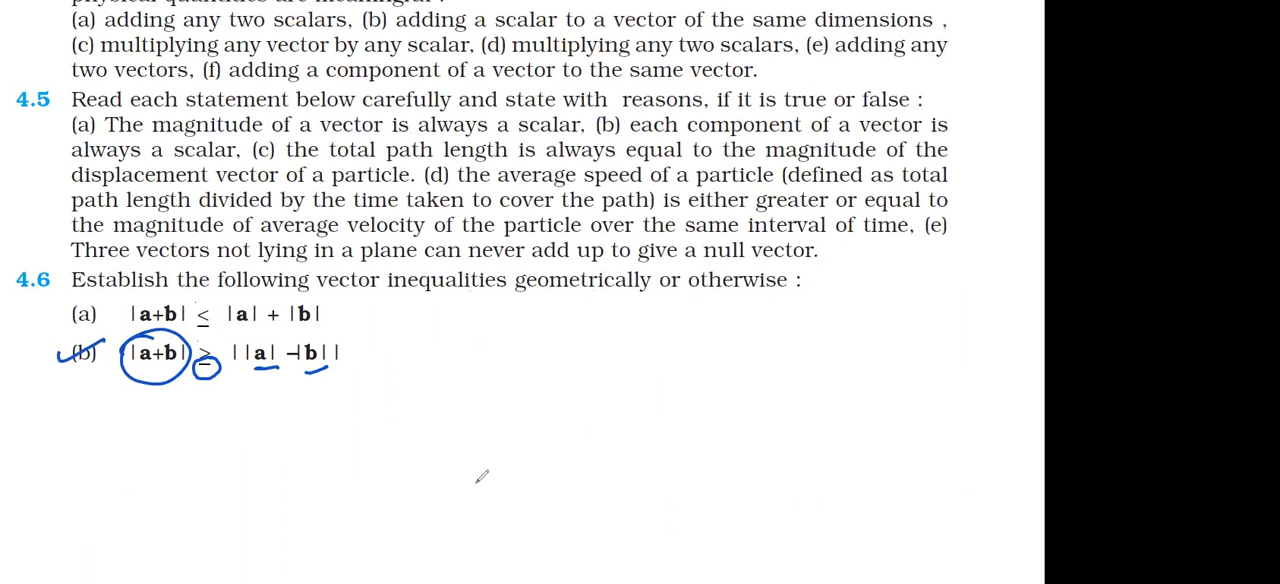 physical quantities are meaningful :
(a) adding any two scalars, (b) adding a scalar to a vector of the same dimensions ,
(c) multiplying any vector by any scalar, (d) multiplying any two scalars, (e) adding any
two vectors, (f) adding a component of a vector to the same vector.
4.5 Read each statement below carefully and state with reasons, if it is true or false :
(a) The magnitude of a vector is always a scalar, (b) each component of a vector is
always a scalar, (c) the total path length is always equal to the magnitude of the
displacement vector of a particle. (d) the average speed of a particle (defined as total
path length divided by the time taken to cover the path) is either greater or equal to
the magnitude of average velocity of the particle over the same interval of time, (e)
Three vectors not lying in a plane can never add up to give a null vector.
4.6 Establish the following vector inequalities geometrically or otherwise :
(a) |a+b| ≤ |a| + |b|
(b) |a+b| ≥ ||a| −|b||